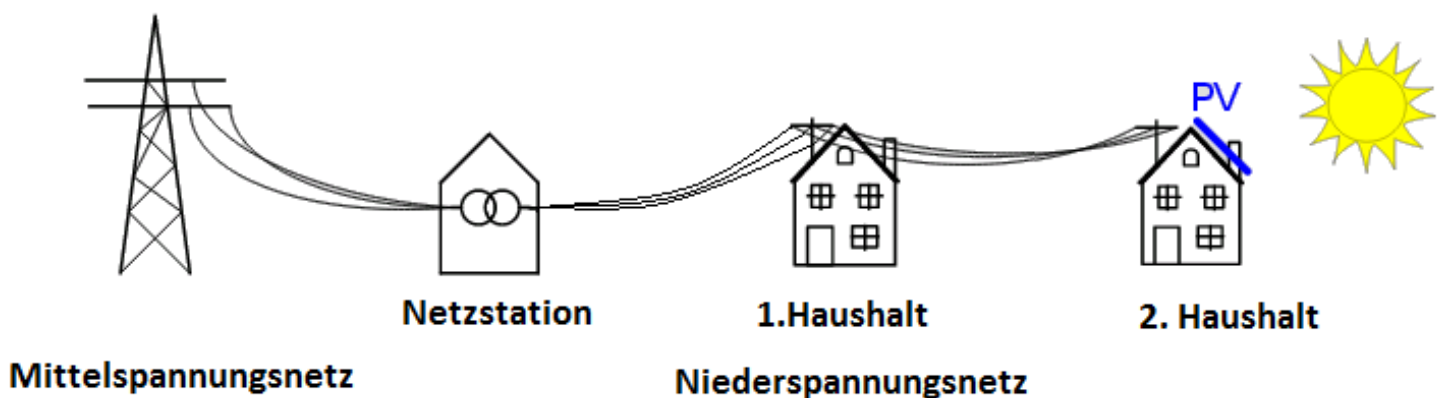 PV
Netzstation
1.Haushalt
2. Haushalt
Mittelspannungsnetz
Niederspannungsnetz